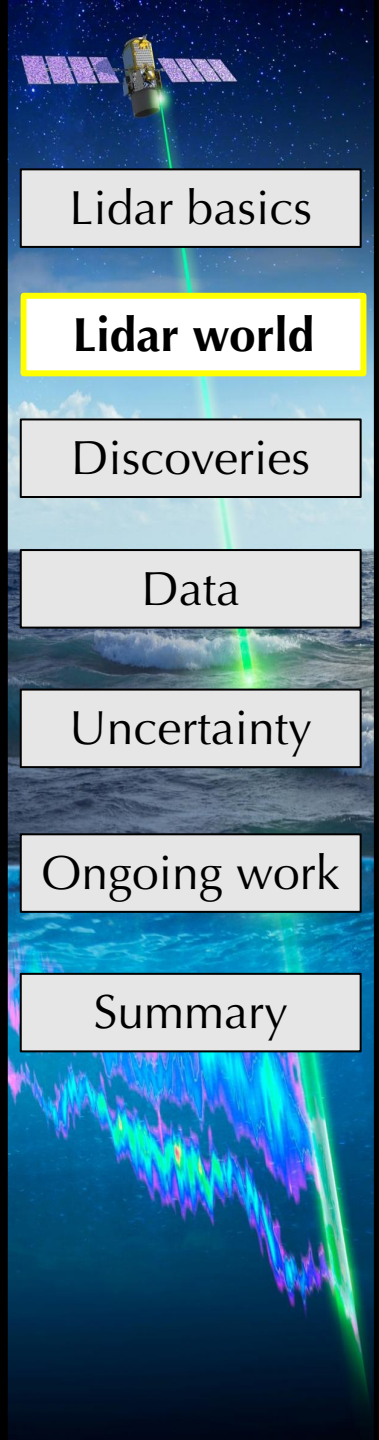 Lidar basics
Lidar world
Discoveries
Data
Uncertainty
Ongoing work
Summary